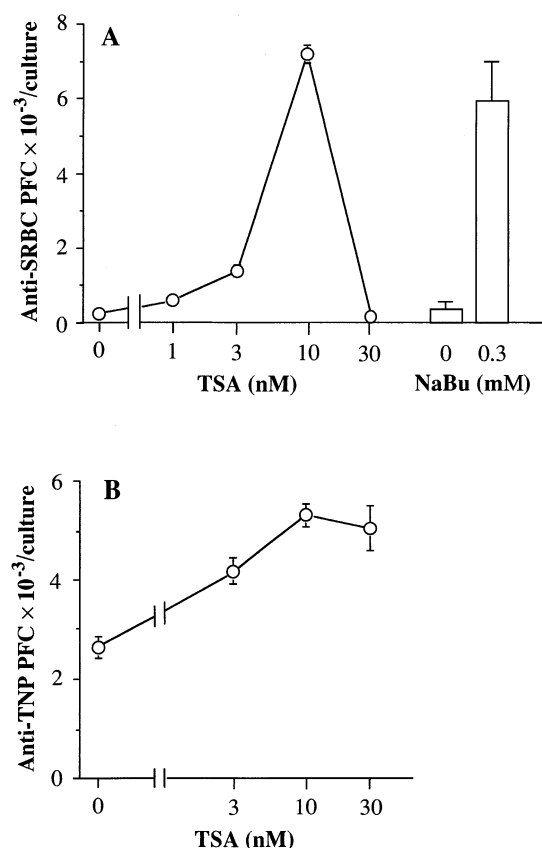 A
Anti-SRBC PFC × 10⁻³/culture
8
6
4
2
0
0 1 3 10 30 0 0.3
TSA (nM) NaBu (mM)
B
Anti-TNP PFC × 10⁻³/culture
6
4
2
0
0 3 10 30
TSA (nM)